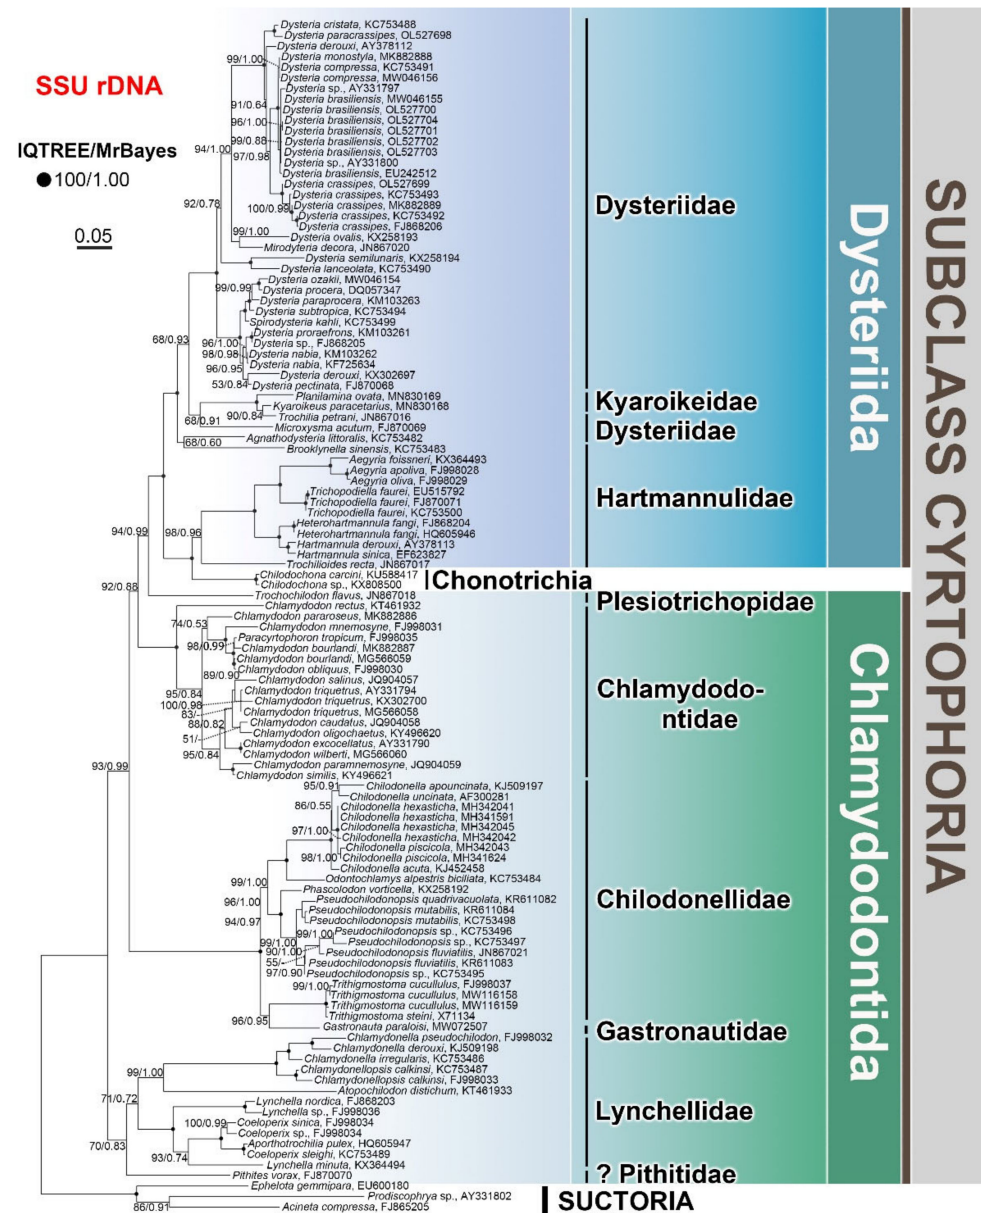 SSU rDNA
IQTREE/MrBayes
100/1.00
0.05
Dysteria cristata, KC753488
Dysteria paracrassipes, OL527698
Dysteria derouxi, AY378112
Dysteria monostyla, MK882888
99/1.00
Dysteria compressa, KC753491
Dysteria compressa, MW046156
Dysteria sp., AY331797
Dysteria brasiliensis, MW046155
91/0.64
Dysteria brasiliensis, OL527700
Dysteria brasiliensis, OL527704
96/1.00
Dysteria brasiliensis, OL527701
99/0.88
Dysteria brasiliensis, OL527702
94/1.00
Dysteria brasiliensis, OL527703
97/0.98
Dysteria sp., AY331800
Dysteria brasiliensis, EU242512
Dysteria crassipes, OL527699
Dysteria crassipes, KC753493
92/0.78
Dysteria crassipes, MK882889
100/0.99
Dysteria crassipes, KC753492
Dysteria crassipes, FJ868206
99/1.00
Dysteria ovalis, KX258193
Mirodyteria decora, JN867020
Dysteria semilunaris, KX258194
Dysteria lanceolata, KC753490
Dysteria ozakii, MW046154
99/0.99
Dysteria procera, DQ057347
Dysteria paraprocera, KM103263
Dysteria subtropica, KC753494
Spirodysteria kahli, KC753499
68/0.93
Dysteria proraefrons, KM103261
96/1.00
Dysteria sp., FJ868205
98/0.98
Dysteria nabia, KM103262
Dysteria nabia, KF725634
96/0.95
Dysteria derouxi, KX302697
53/0.84
Dysteria pectinata, FJ870068
Planilamina ovata, MN830169
Kyaroikeus paracetarius, MN830168
90/0.84
Trochilia petrani, JN867016
68/0.91
Microxysma acutum, FJ870069
Agnathodysteria littoralis, KC753482
68/0.60
Brooklynella sinensis, KC753483
Aegyria foissneri, KX364493
Aegyria apoliva, FJ998028
Aegyria oliva, FJ998029
Trichopodiella faurei, EU515792
Trichopodiella faurei, FJ870071
Trichopodiella faurei, KC753500
Heterohartmannula fangi, FJ868204
94/0.99
98/0.96
Heterohartmannula fangi, HQ605946
Hartmannula derouxi, AY378113
Hartmannula sinica, EF623827
Trochilioides recta, JN867017
Chilodochona carcini, KU588417
92/0.88
Chilodochona sp., KX808500
Trochochilodon flavus, JN867018
Chlamydodon rectus, KT461932
Chlamydodon pararoseus, MK882886
74/0.53
Chlamydodon mnemosyne, FJ998031
Paracyrtophoron tropicum, FJ998035
98/0.99
Chlamydodon bourlandi, MK882887
Chlamydodon bourlandi, MG566059
Chlamydodon obliquus, FJ998030
89/0.90
Chlamydodon salinus, JQ904057
95/0.84
Chlamydodon triquetrus, AY331794
100/0.98
Chlamydodon triquetrus, KX302700
83/
Chlamydodon triquetrus, MG566058
88/0.82
Chlamydodon caudatus, JQ904058
51/
Chlamydodon oligochaetus, KY496620
Chlamydodon excocellatus, AY331790
95/0.84
Chlamydodon wilberti, MG566060
Chlamydodon paramnemosyne, JQ904059
93/0.99
Chlamydodon similis, KY496621
95/0.91
Chilodonella apouncinata, KJ509197
Chilodonella uncinata, AF300281
86/0.55
Chilodonella hexasticha, MH342041
Chilodonella hexasticha, MH341591
Chilodonella hexasticha, MH342045
97/1.00
Chilodonella hexasticha, MH342042
Chilodonella piscicola, MH342043
98/1.00
Chilodonella piscicola, MH341624
Chilodonella acuta, KJ452458
99/1.00
Odontochlamys alpestris biciliata, KC753484
Phascolodon vorticella, KX258192
96/1.00
Pseudochilodonopsis quadrivacuolata, KR611082
Pseudochilodonopsis mutabilis, KR611084
94/0.97
Pseudochilodonopsis mutabilis, KC753498
99/1.00
Pseudochilodonopsis sp., KC753496
99/1.00
Pseudochilodonopsis sp., KC753497
90/1.00
Pseudochilodonopsis fluviatilis, JN867021
55/
Pseudochilodonopsis fluviatilis, KR611083
97/0.90
Pseudochilodonopsis sp., KC753495
99/1.00
Trithigmostoma cucullulus, FJ998037
Trithigmostoma cucullulus, MW116158
Trithigmostoma cucullulus, MW116159
96/0.95
Trithigmostoma steini, X71134
Gastronauta paraloisi, MW072507
Chlamydonella pseudochilodon, FJ998032
Chlamydonella derouxi, KJ509198
Chlamydonella irregularis, KC753486
99/1.00
Chlamydonellopsis calkinsi, KC753487
Chlamydonellopsis calkinsi, FJ998033
Atopochilodon distichum, KT461933
71/0.72
Lynchella nordica, FJ868203
Lynchella sp., FJ998036
100/0.99
Coeloperix sinica, FJ998034
Coeloperix sp., FJ998034
70/0.83
Aporthotrochilia pulex, HQ605947
93/0.74
Coeloperix sleighi, KC753489
Lynchella minuta, KX364494
Pithites vorax, FJ870070
Ephelota gemmipara, EU600180
Prodiscophrya sp., AY331802
86/0.91
Acineta compressa, FJ865205
Dysteriidae
Kyaroikeidae
Dysteriidae
Hartmannulidae
Chonotrichia
Plesiotrichopidae
Chlamydodo-
ntidae
Chilodonellidae
Gastronautidae
Lynchellidae
? Pithitidae
SUCTORIA
Dysteriida
Chlamydodontida
SUBCLASS CYRTOPHORIA